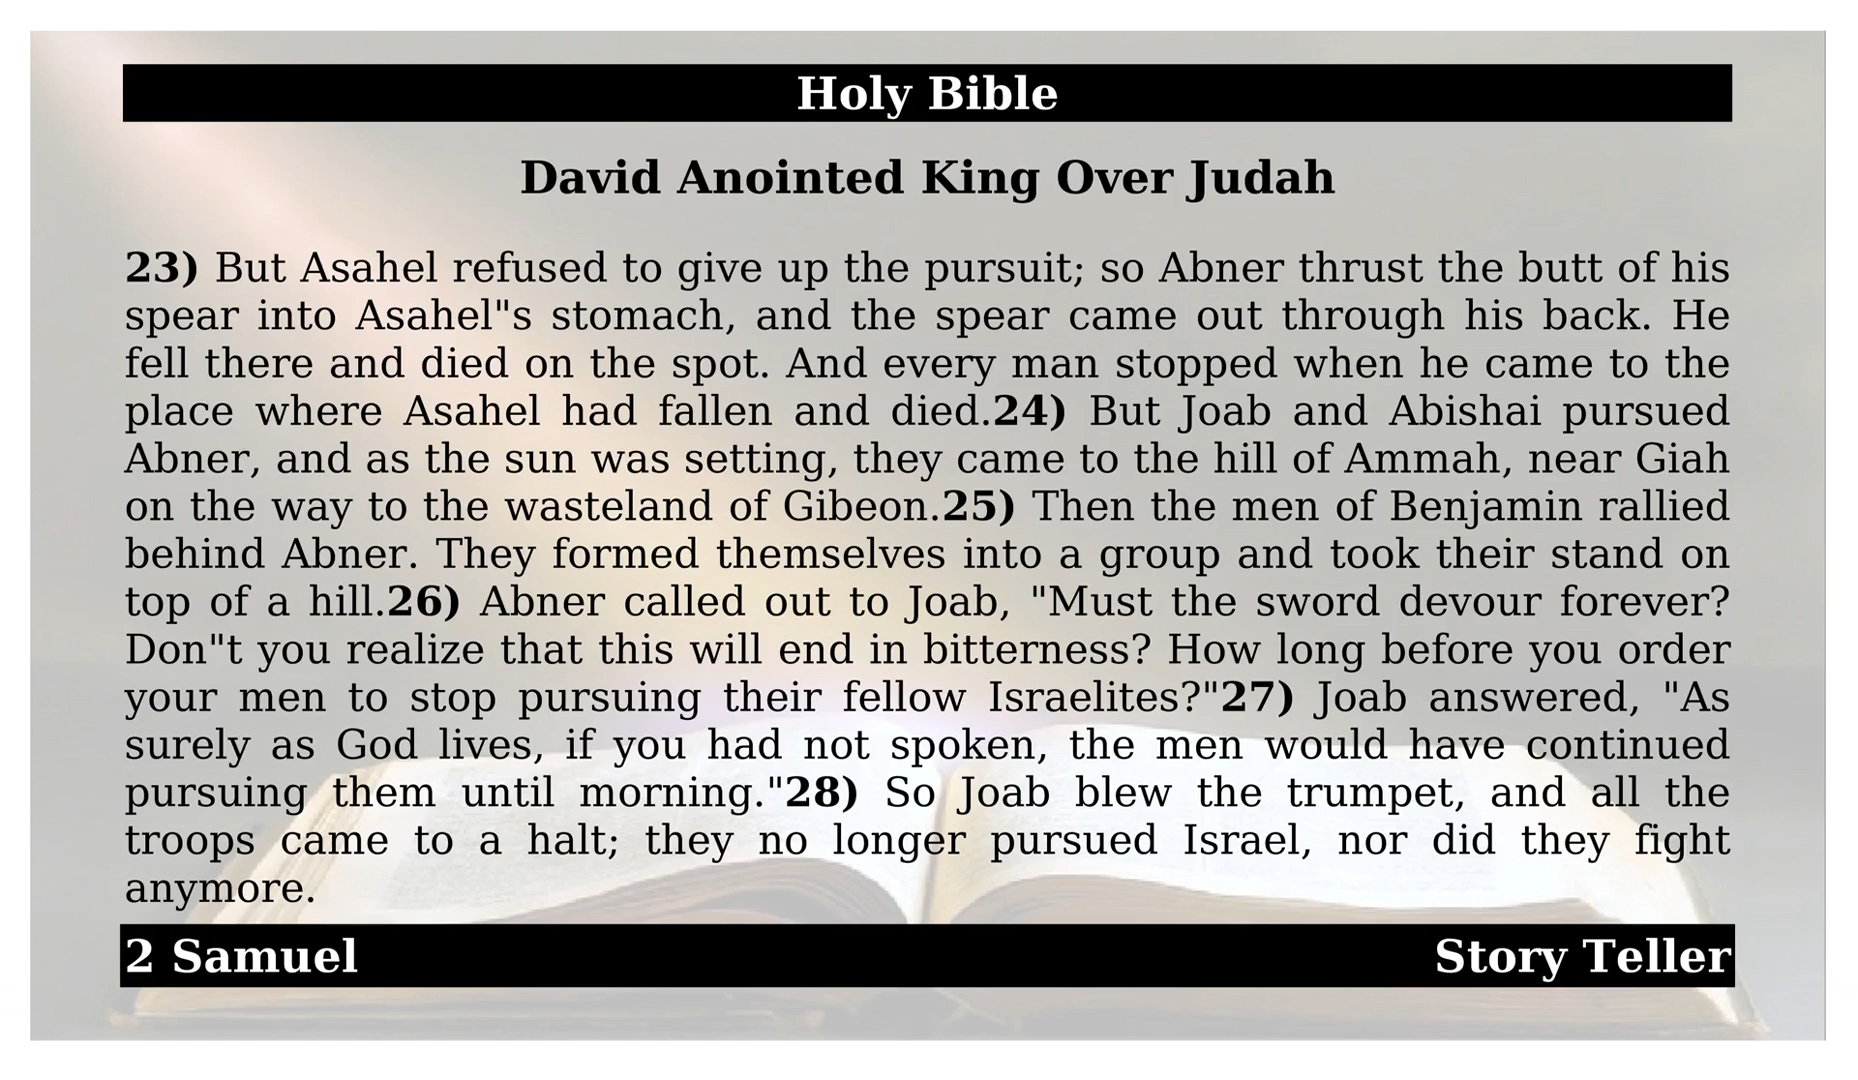 Holy Bible
David Anointed King Over Judah
23) But Asahel refused to give up the pursuit; so Abner thrust the butt of his
spear into Asahel"s stomach, and the spear came out through his back. He
fell there and died on the spot. And every man stopped when he came to the
place where Asahel had fallen and died.24) But Joab and Abishai pursued
Abner, and as the sun was setting, they came to the hill of Ammah, near Giah
on the way to the wasteland of Gibeon.25) Then the men of Benjamin rallied
behind Abner. They formed themselves into a group and took their stand on
top of a hill.26) Abner called out to Joab, "Must the sword devour forever?
Don"t you realize that this will end in bitterness? How long before you order
your men to stop pursuing their fellow Israelites?"27) Joab answered, "As
surely as God lives, if you had not spoken, the men would have continued
pursuing them until morning."28) So Joab blew the trumpet, and all the
troops came to a halt; they no longer pursued Israel, nor did they fight
anymore.
2 Samuel Story Teller